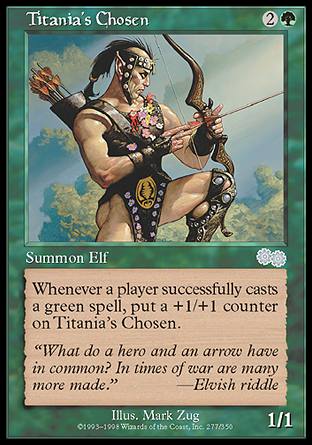 Titania's Chosen 2
Summon Elf
Whenever a player successfully casts
a green spell, put a +1/+1 counter
on Titania's Chosen.
“What do a hero and an arrow have
in common? In times of war are many
more made.” —Elvish riddle
Illus. Mark Zug
©1993–1998 Wizards of the Coast, Inc. 277/350
1/1